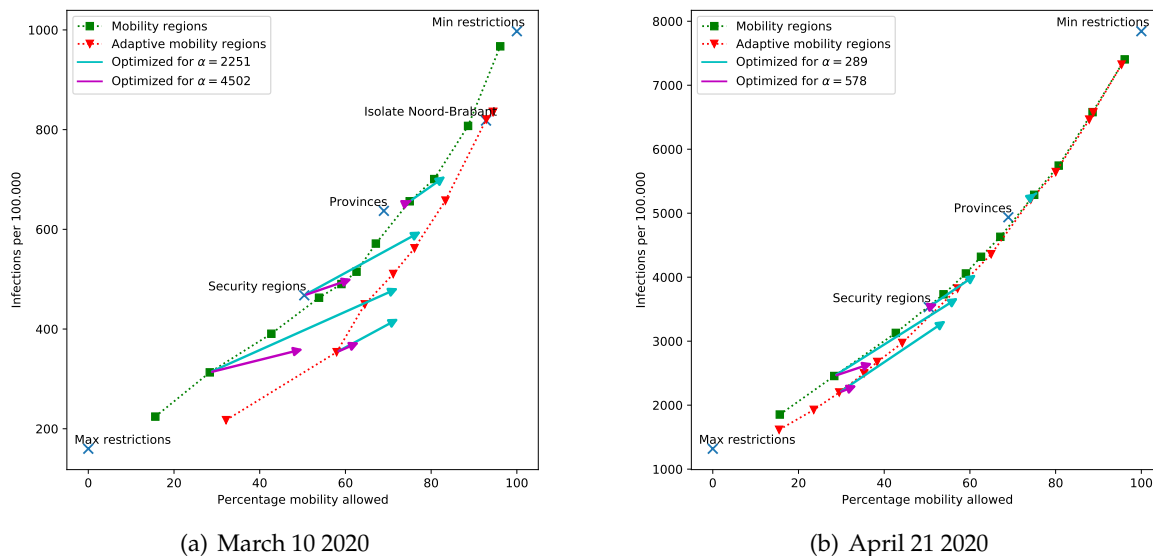 Min restrictions
Mobility regions
Adaptive mobility regions
Optimized for α = 2251
Optimized for α = 4502
Isolate Noord-Brabant
Provinces
Security regions
Max restrictions
1000
800
600
400
200
Infections per 100.000
0 20 40 60 80 100
Percentage mobility allowed
(a) March 10 2020
Min restrictions
Mobility regions
Adaptive mobility regions
Optimized for α = 289
Optimized for α = 578
Provinces
Security regions
Max restrictions
8000
7000
6000
5000
4000
3000
2000
1000
Infections per 100.000
0 20 40 60 80 100
Percentage mobility allowed
(b) April 21 2020